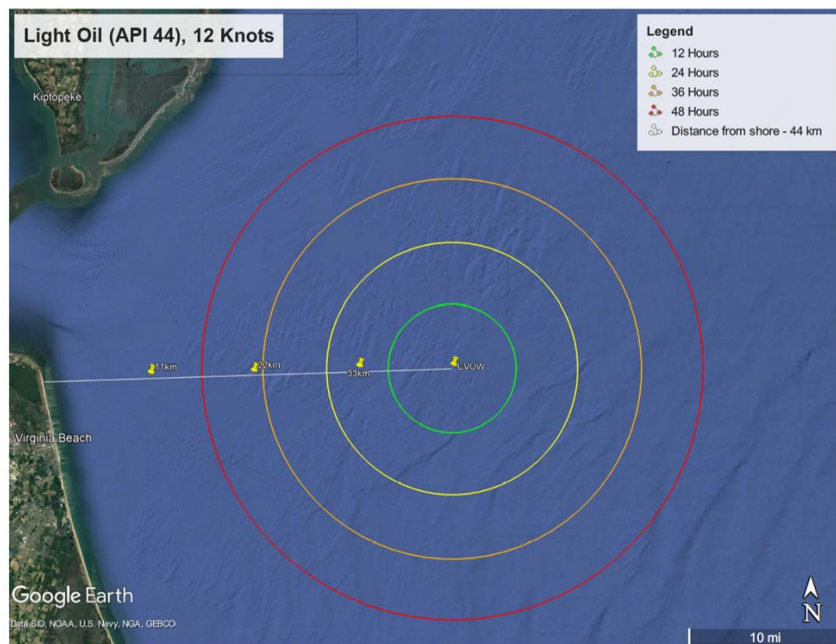 Light Oil (API 44), 12 Knots
Legend
12 Hours
24 Hours
36 Hours
48 Hours
Distance from shore - 44 km
Kiptopeke
11km
22km
33km
CVOW
Virginia Beach
Google Earth
Data SIO, NOAA, U.S. Navy, NGA, GEBCO
N
10 mi